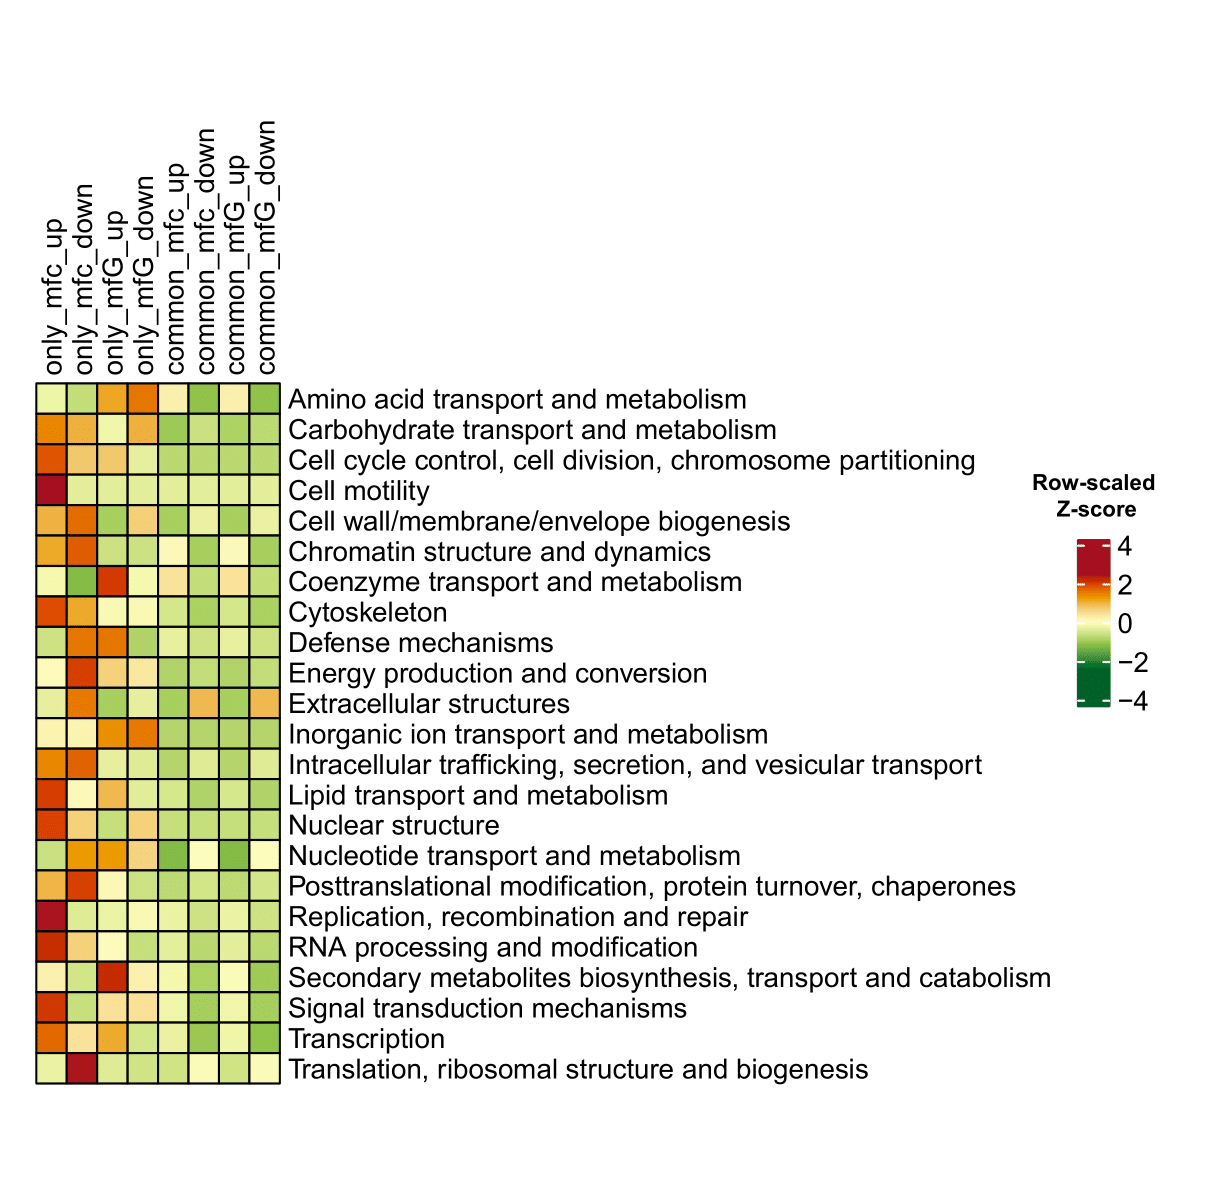 only_mfc_up
only_mfc_down
only_mfG_up
only_mfG_down
common_mfc_up
common_mfc_down
common_mfG_up
common_mfG_down
Amino acid transport and metabolism
Carbohydrate transport and metabolism
Cell cycle control, cell division, chromosome partitioning
Cell motility
Cell wall/membrane/envelope biogenesis
Chromatin structure and dynamics
Coenzyme transport and metabolism
Cytoskeleton
Defense mechanisms
Energy production and conversion
Extracellular structures
Inorganic ion transport and metabolism
Intracellular trafficking, secretion, and vesicular transport
Lipid transport and metabolism
Nuclear structure
Nucleotide transport and metabolism
Posttranslational modification, protein turnover, chaperones
Replication, recombination and repair
RNA processing and modification
Secondary metabolites biosynthesis, transport and catabolism
Signal transduction mechanisms
Transcription
Translation, ribosomal structure and biogenesis
Row-scaled
Z-score
4
2
0
−2
−4